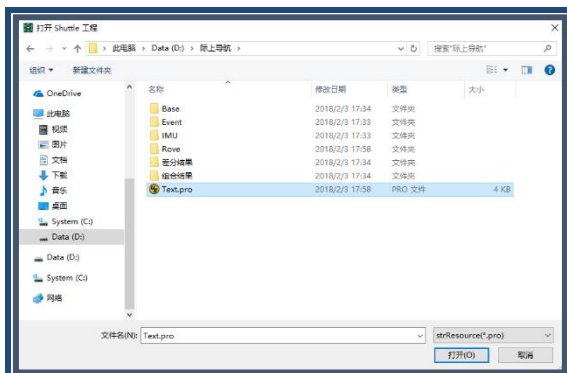 打开 Shuttle 工程
此电脑 › Data (D:) › 际上导航 ›
搜索"际上导航"
组织 新建文件夹
名称 修改日期 类型 大小
OneDrive
此电脑
视频
图片
文档
下载
音乐
桌面
System (C:)
Data (D:)
Data (D:)
System (C:)
网络
Base 2018/2/3 17:34 文件夹
Event 2018/2/3 17:33 文件夹
IMU 2018/2/3 17:33 文件夹
Rove 2018/2/3 17:58 文件夹
差分结果 2018/2/3 17:34 文件夹
组合结果 2018/2/3 17:34 文件夹
Text.pro 2018/2/3 17:58 PRO 文件 4 KB
文件名(N): Text.pro strResource(*.pro)
打开(O) 取消